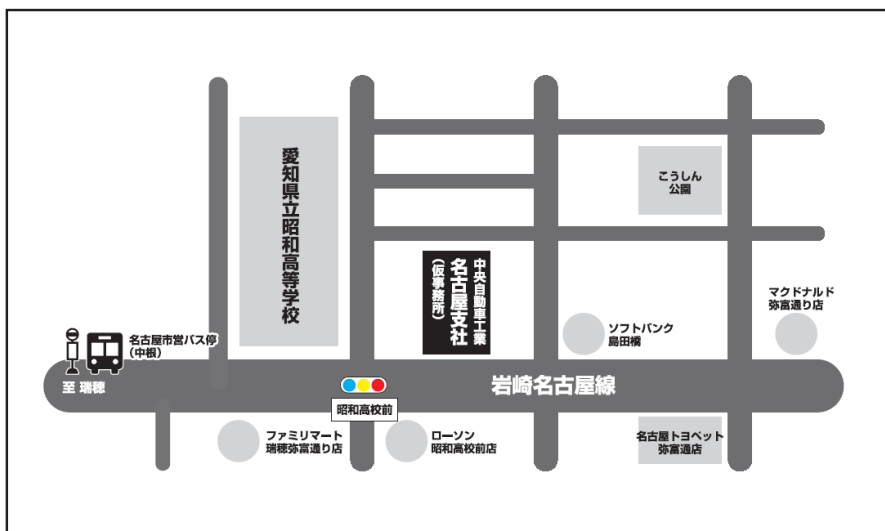 愛知県立昭和高等学校
こうしん
公園
中央自動車工業
名古屋支社
(仮事務所)
マクドナルド
弥富通り店
ソフトバンク
島田橋
名古屋市営バス停
(中根)
至 瑞穂
岩崎名古屋線
昭和高校前
ファミリマート
瑞穂弥富通り店
ローソン
昭和高校前店
名古屋トヨペット
弥富通店